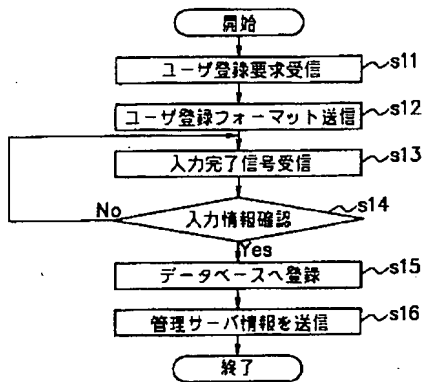 開始
ユーザ登録要求受信 s11
ユーザ登録フォーマット送信 s12
入力完了信号受信 s13
入力情報確認 s14
No
Yes
データベースへ登録 s15
管理サーバ情報を送信 s16
終了